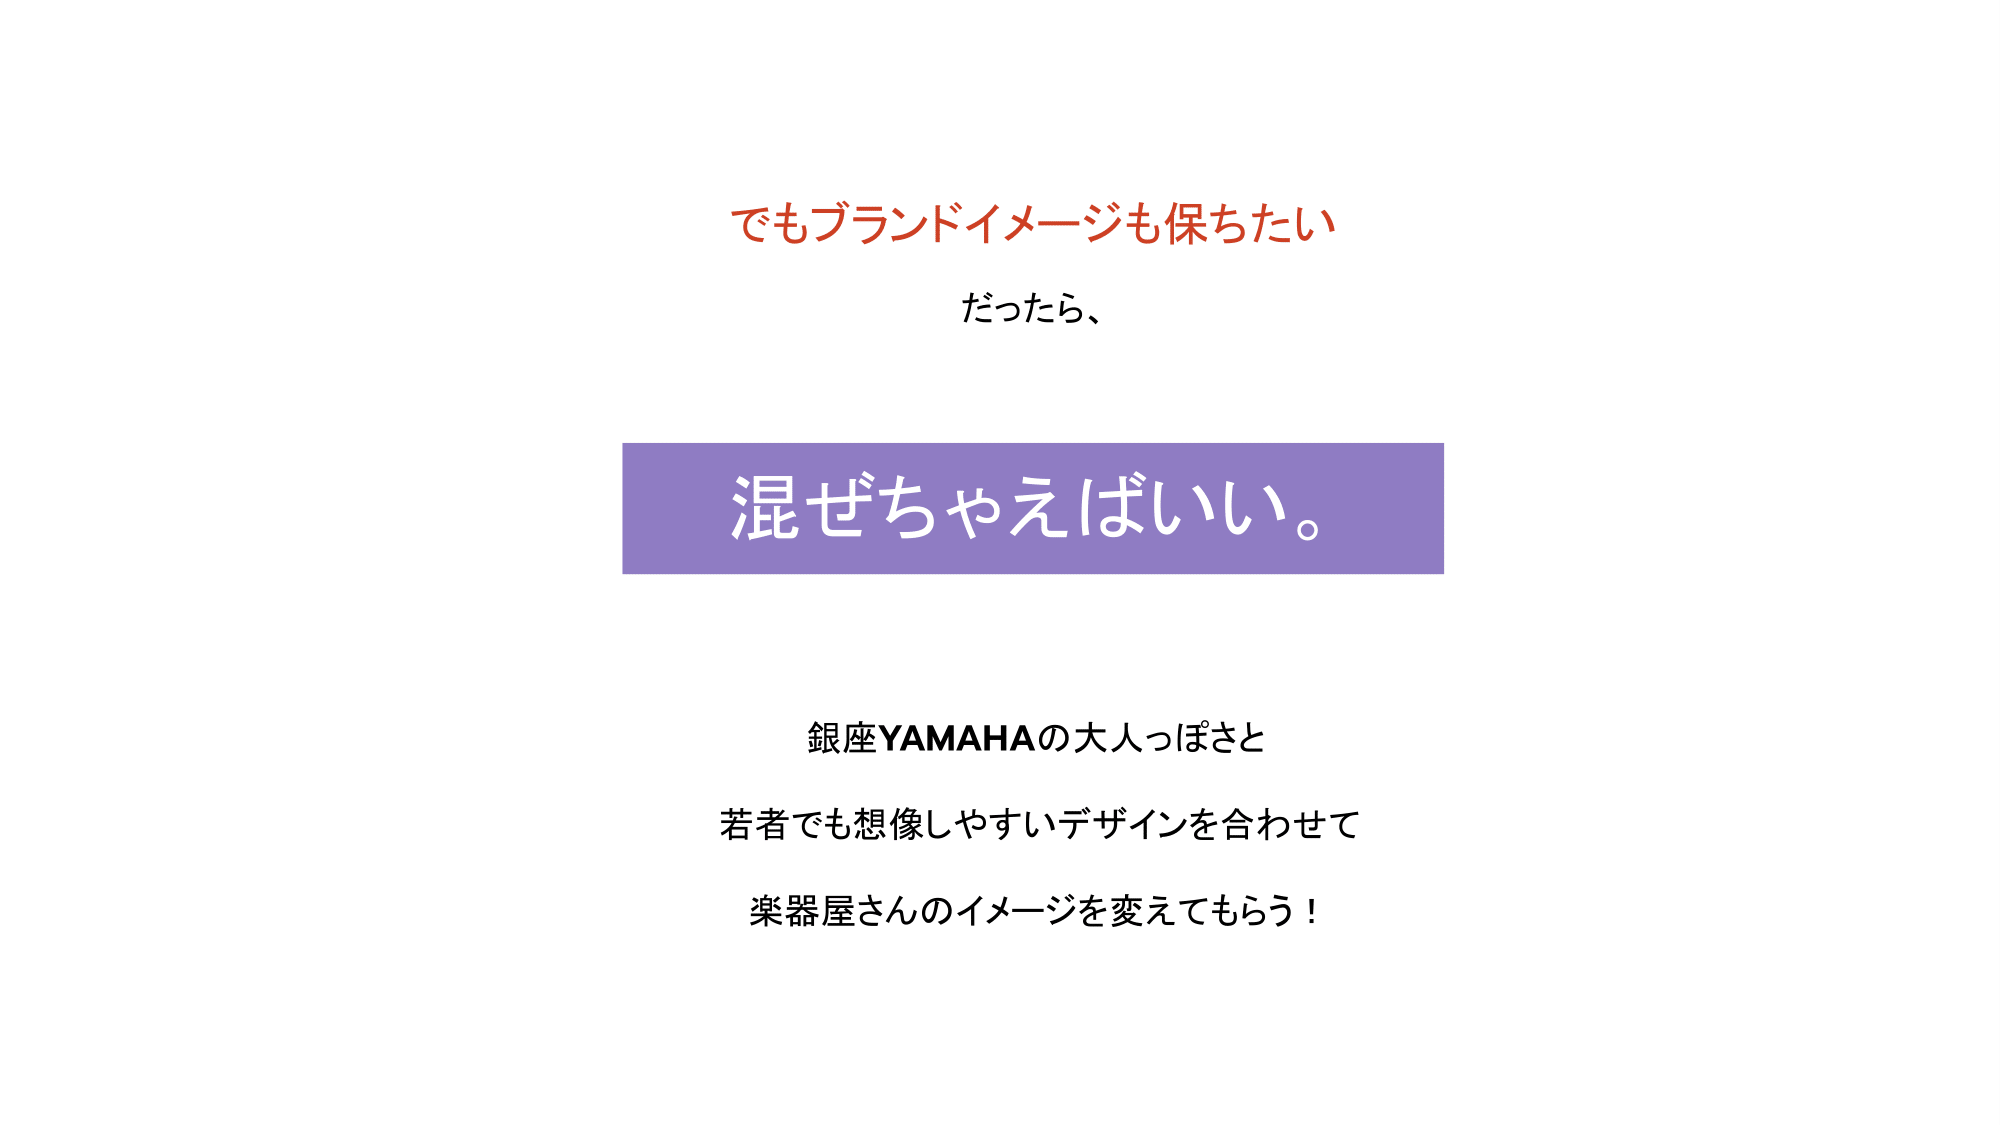 でもブランドイメージも保ちたい
だったら、
混ぜちゃえばいい。
銀座YAMAHAの大人っぽさと
若者でも想像しやすいデザインを合わせて
楽器屋さんのイメージを変えてもらう！